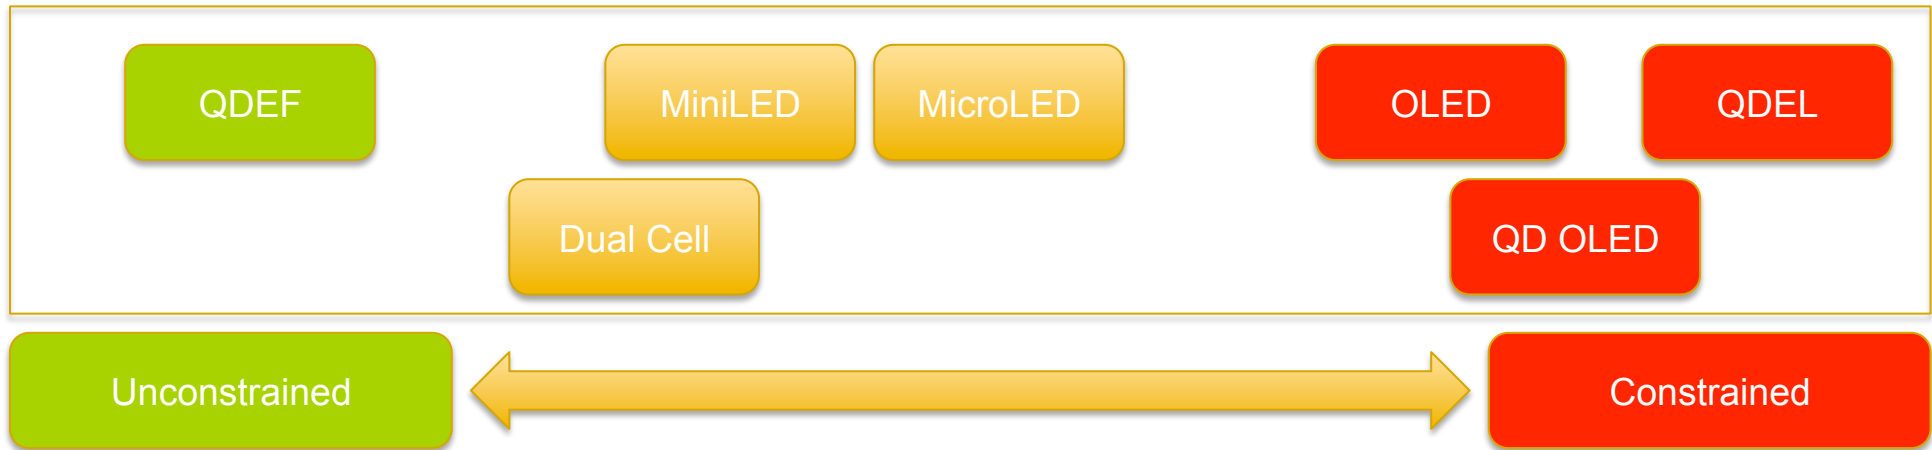 QDEF
MiniLED
MicroLED
OLED
QDEL
Dual Cell
QD OLED
Unconstrained
Constrained